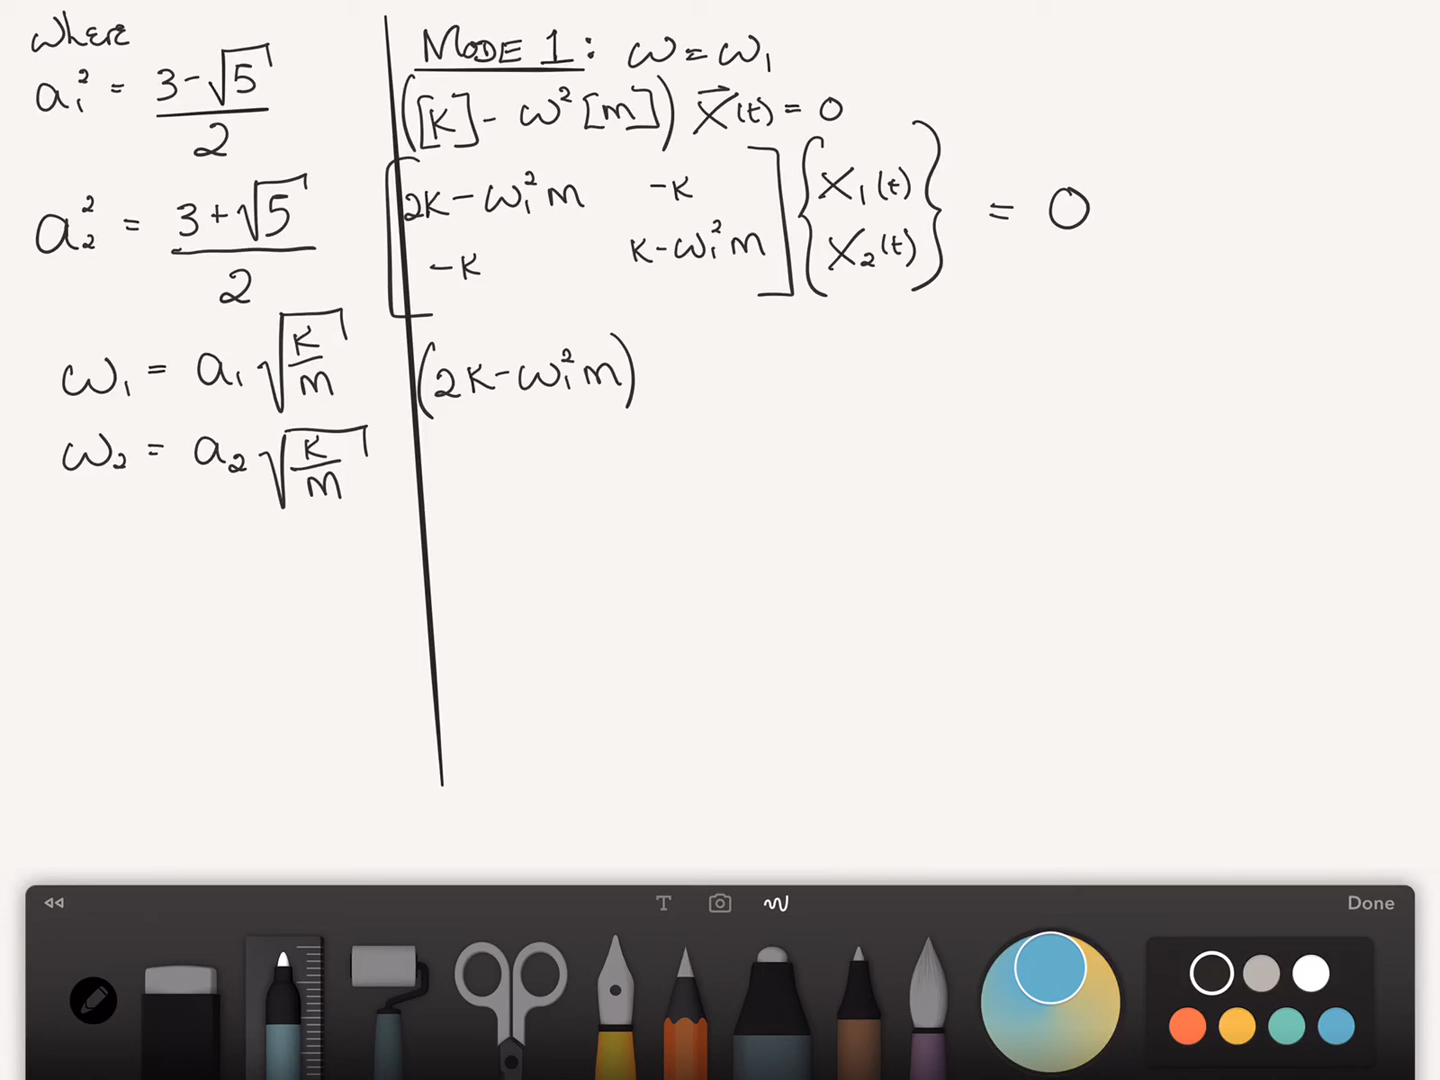 where
a₁² = (3-√5)/2
a₂² = (3+√5)/2
ω₁ = a₁ √(K/m)
ω₂ = a₂ √(K/m)
MODE 1: ω=ω₁
([K] - ω² [m]) X⃗(t) = 0
[2K-ω₁²m -K] {X₁(t)} = 0
[-K K-ω₁²m] {X₂(t)}
(2K-ω₁²m)
T
Done